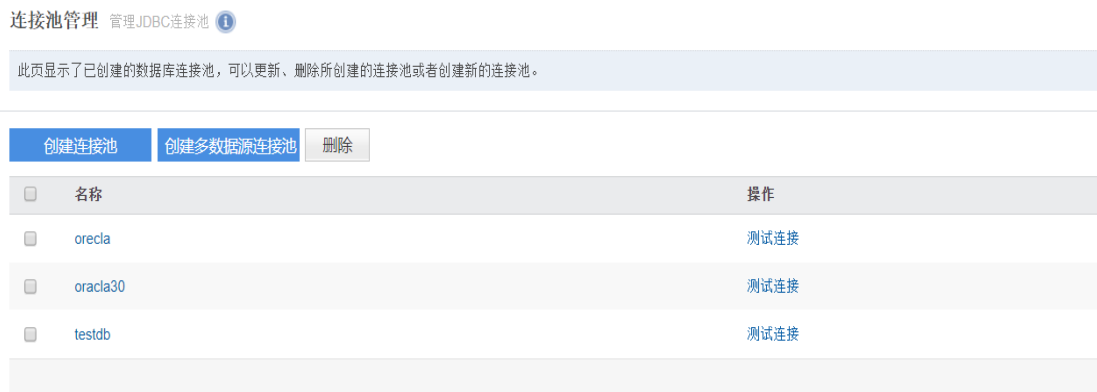 连接池管理 管理JDBC连接池
此页显示了已创建的数据库连接池，可以更新、删除所创建的连接池或者创建新的连接池。
创建连接池 创建多数据源连接池 删除
名称 操作
orecla 测试连接
oracla30 测试连接
testdb 测试连接